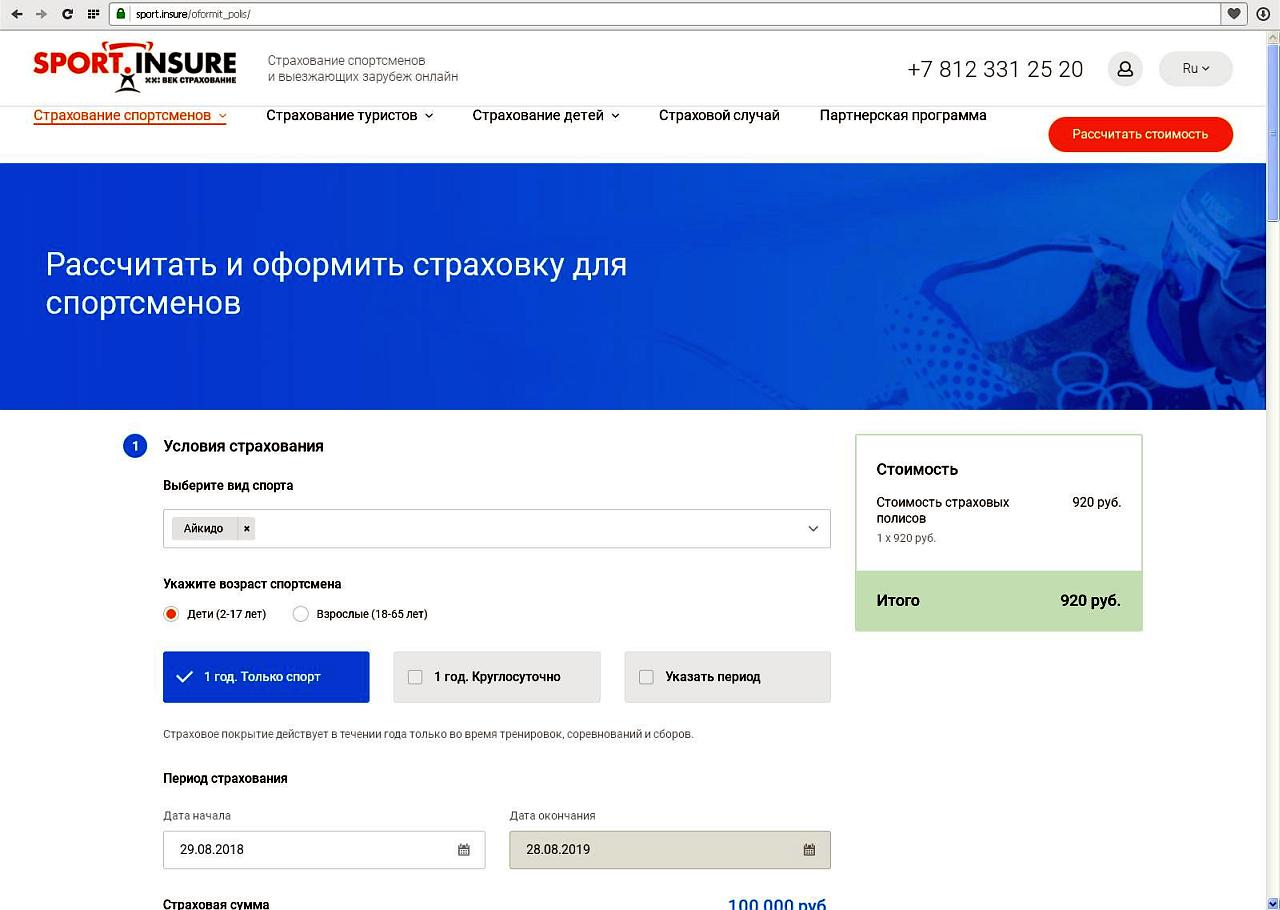 sport.insure/oformit_polis/
SPORT.INSURE
XXI ВЕК СТРАХОВАНИЕ
Страхование спортсменов
и выезжающих зарубеж онлайн
+7 812 331 25 20
Ru
Страхование спортсменов
Страхование туристов
Страхование детей
Страховой случай
Партнерская программа
Рассчитать стоимость
Рассчитать и оформить страховку для
спортсменов
uvex
uvex
1 Условия страхования
Выберите вид спорта
Айкидо ×
Укажите возраст спортсмена
Дети (2-17 лет)
Взрослые (18-65 лет)
1 год. Только спорт
1 год. Круглосуточно
Указать период
Страховое покрытие действует в течении года только во время тренировок, соревнований и сборов.
Период страхования
Дата начала
Дата окончания
29.08.2018
28.08.2019
Страховая сумма
100 000 руб.
Стоимость
Стоимость страховых 920 руб.
полисов
1 x 920 руб.
Итого 920 руб.